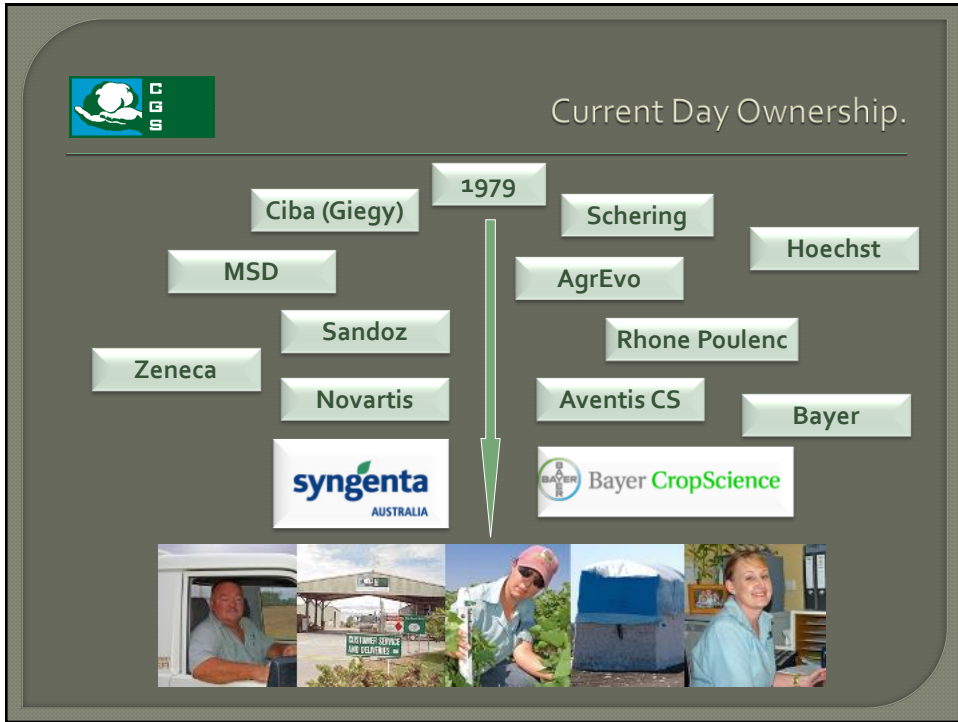 C
G
S
Current Day Ownership.
1979
Ciba (Giegy)
Schering
Hoechst
MSD
AgrEvo
Sandoz
Rhone Poulenc
Zeneca
Novartis
Aventis CS
Bayer
syngenta
AUSTRALIA
BAYER
BAYER
Bayer CropScience
CUSTOMER SERVICE
AND DELIVERIES